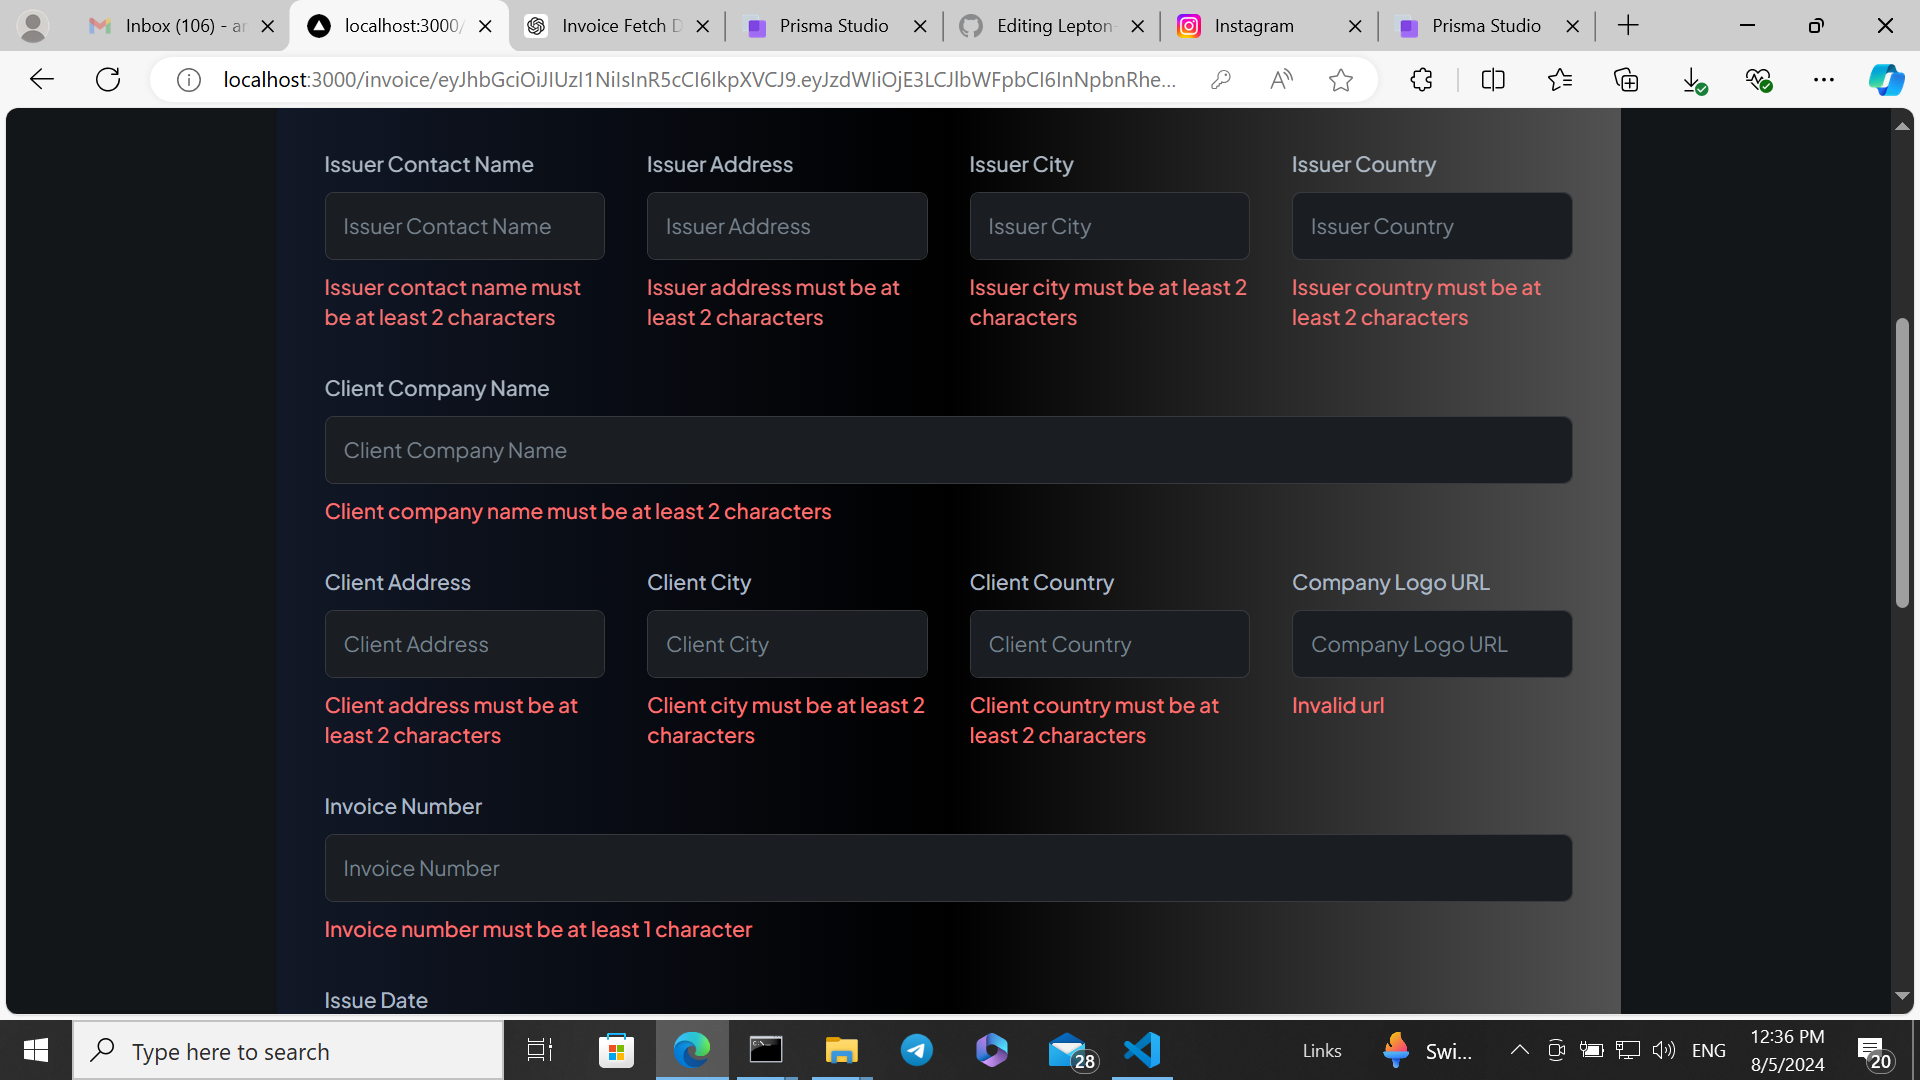 Inbox (106) - ar
localhost:3000/
Invoice Fetch D
Prisma Studio
Editing Lepton-
Instagram
Prisma Studio
localhost:3000/invoice/eyJhbGciOiJIUzI1NiIsInR5cCI6IkpXVCJ9.eyJzdWIiOjE3LCJlbWFpbCI6InNpbnRhe...
Issuer Contact Name
Issuer Address
Issuer City
Issuer Country
Issuer Contact Name
Issuer Address
Issuer City
Issuer Country
Issuer contact name must
be at least 2 characters
Issuer address must be at
least 2 characters
Issuer city must be at least 2
characters
Issuer country must be at
least 2 characters
Client Company Name
Client Company Name
Client company name must be at least 2 characters
Client Address
Client City
Client Country
Company Logo URL
Client Address
Client City
Client Country
Company Logo URL
Client address must be at
least 2 characters
Client city must be at least 2
characters
Client country must be at
least 2 characters
Invalid url
Invoice Number
Invoice Number
Invoice number must be at least 1 character
Issue Date
Type here to search
28
Links
Swi...
ENG
12:36 PM
8/5/2024
20